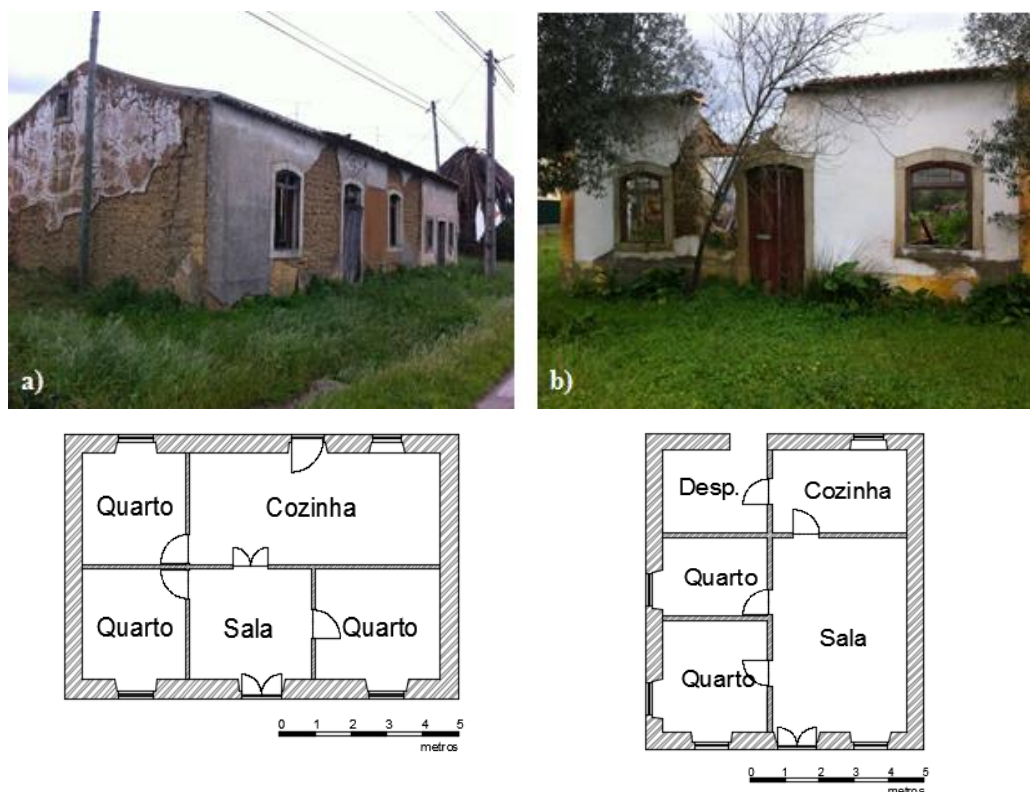 a)
b)
Quarto
Cozinha
Quarto
Sala
Quarto
0 1 2 3 4 5
metros
Desp.
Cozinha
Quarto
Sala
Quarto
0 1 2 3 4 5
metros